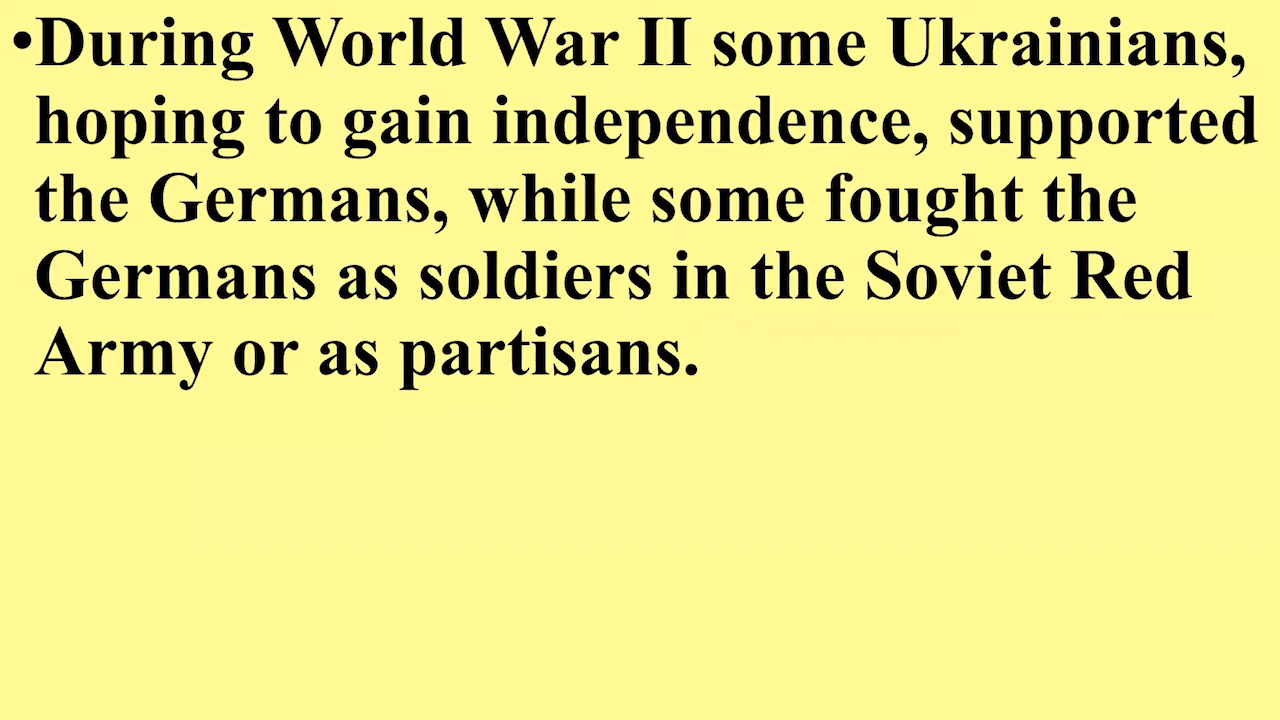 •During World War II some Ukrainians,
hoping to gain independence, supported
the Germans, while some fought the
Germans as soldiers in the Soviet Red
Army or as partisans.